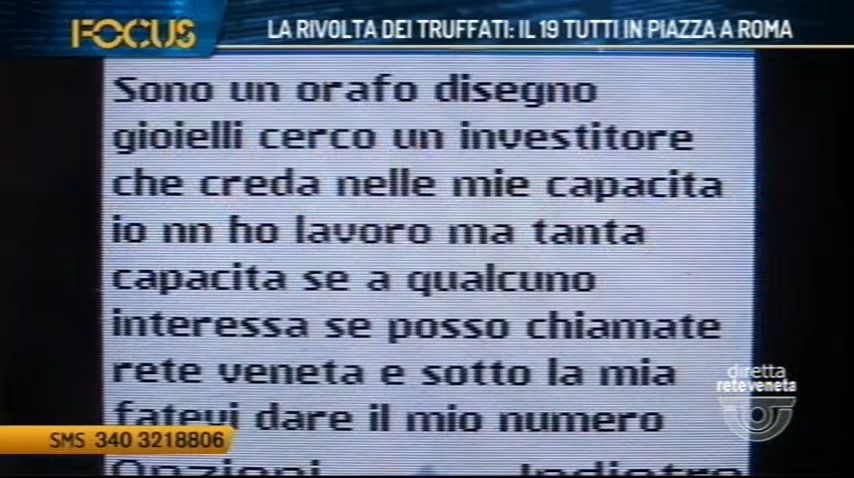 FOCUS
LA RIVOLTA DEI TRUFFATI: IL 19 TUTTI IN PIAZZA A ROMA
Sono un orafo disegno
gioielli cerco un investitore
che creda nelle mie capacita
io nn ho lavoro ma tanta
capacita se a qualcuno
interessa se posso chiamate
rete veneta e sotto la mia
fatevi dare il mio numero
Opzioni Indietro
diretta
reteveneta
SMS 340 3218806